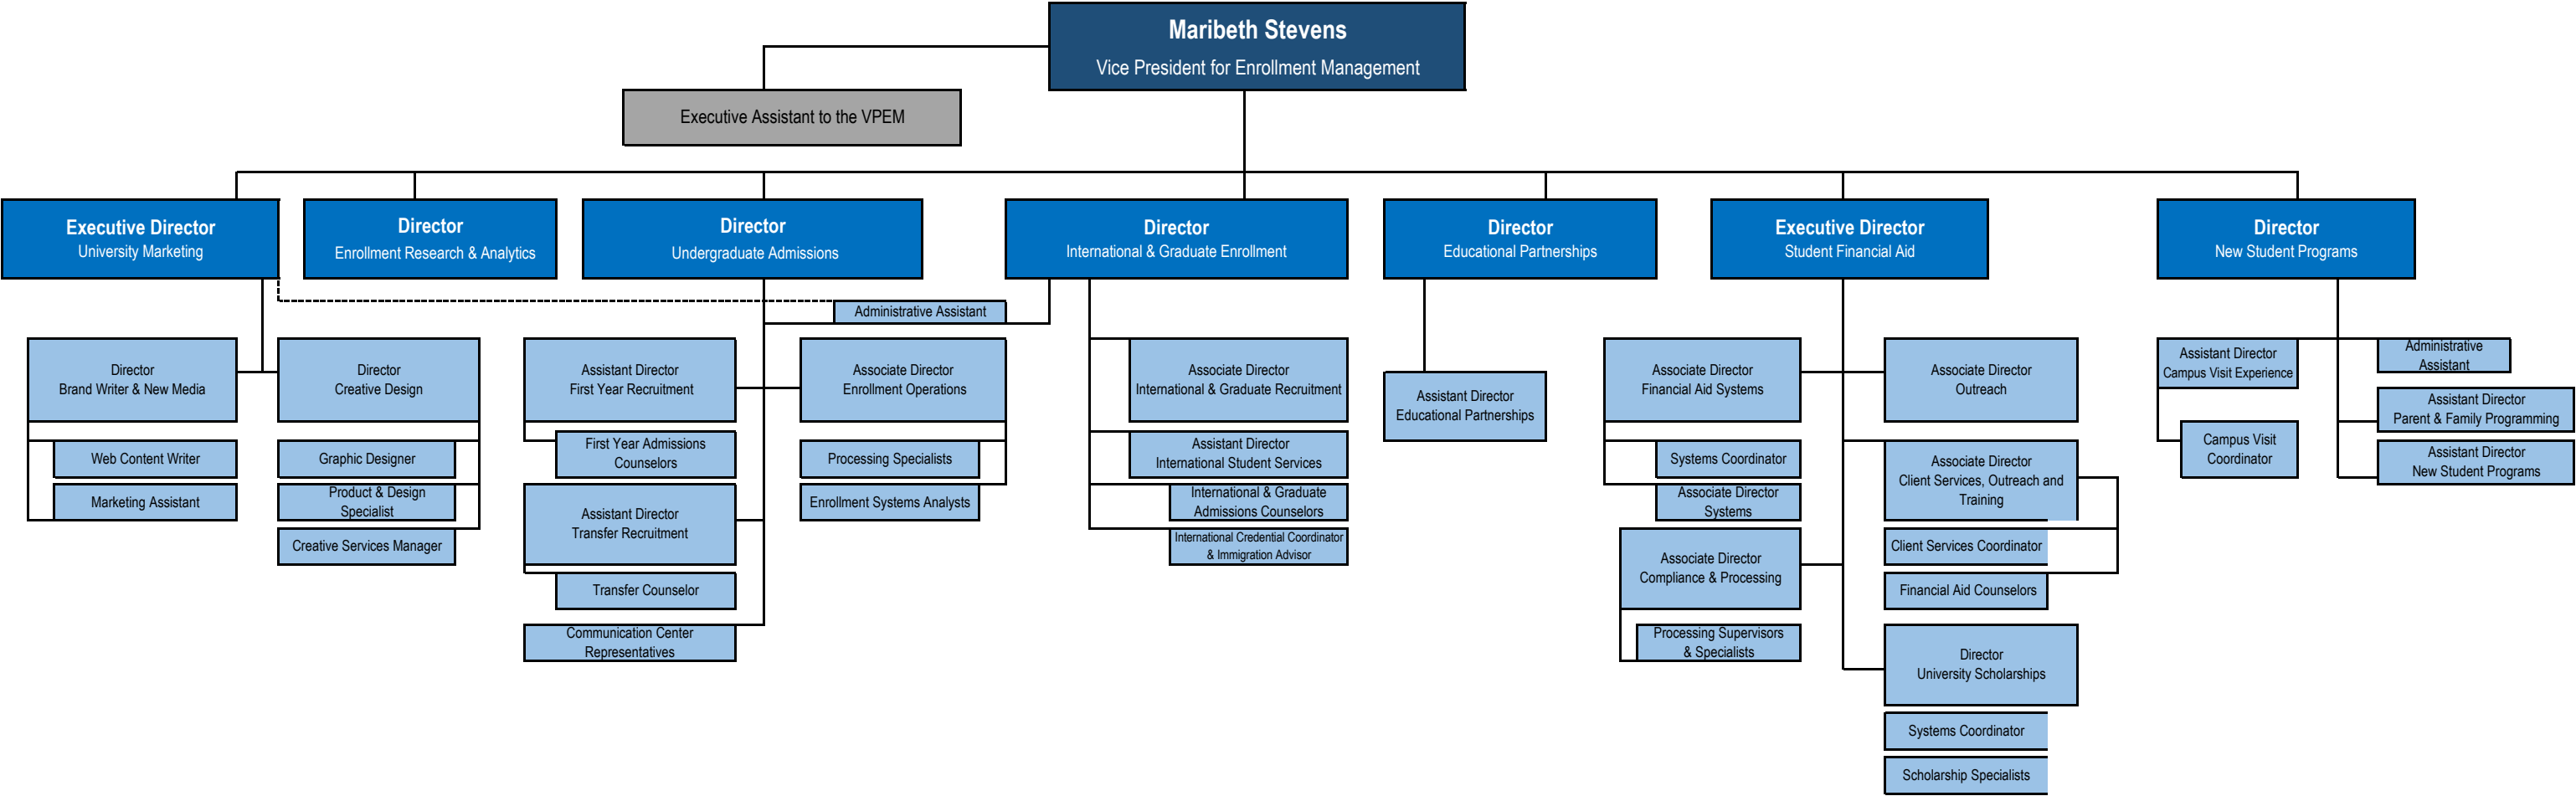 Maribeth Stevens
Vice President for Enrollment Management
Executive Assistant to the VPEM
Executive Director
University Marketing
Director
Enrollment Research & Analytics
Director
Undergraduate Admissions
Director
International & Graduate Enrollment
Director
Educational Partnerships
Executive Director
Student Financial Aid
Director
New Student Programs
Administrative Assistant
Director
Brand Writer & New Media
Web Content Writer
Marketing Assistant
Director
Creative Design
Graphic Designer
Product & Design
Specialist
Creative Services Manager
Assistant Director
First Year Recruitment
First Year Admissions
Counselors
Assistant Director
Transfer Recruitment
Transfer Counselor
Communication Center
Representatives
Associate Director
Enrollment Operations
Processing Specialists
Enrollment Systems Analysts
Associate Director
International & Graduate Recruitment
Assistant Director
International Student Services
International & Graduate
Admissions Counselors
International Credential Coordinator
& Immigration Advisor
Assistant Director
Educational Partnerships
Associate Director
Financial Aid Systems
Systems Coordinator
Associate Director
Systems
Associate Director
Compliance & Processing
Processing Supervisors
& Specialists
Associate Director
Outreach
Associate Director
Client Services, Outreach and
Training
Client Services Coordinator
Financial Aid Counselors
Director
University Scholarships
Systems Coordinator
Scholarship Specialists
Assistant Director
Campus Visit Experience
Campus Visit
Coordinator
Administrative
Assistant
Assistant Director
Parent & Family Programming
Assistant Director
New Student Programs